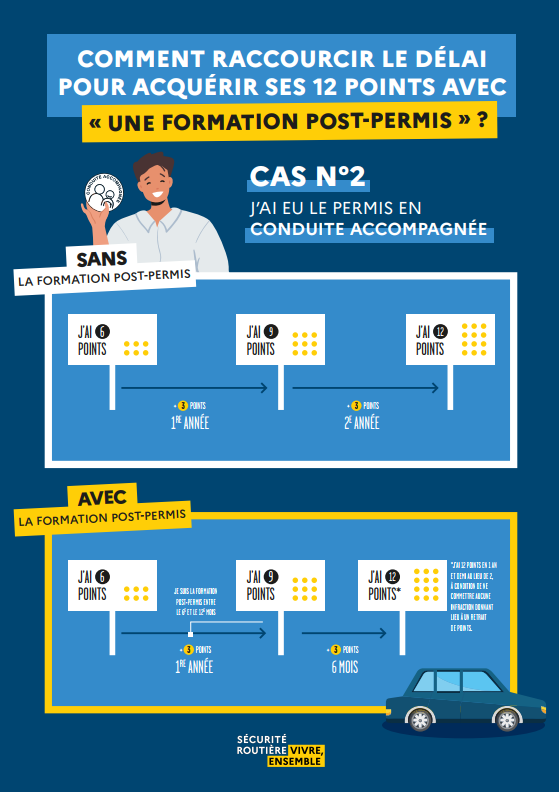 COMMENT RACCOURCIR LE DÉLAI
POUR ACQUÉRIR SES 12 POINTS AVEC
« UNE FORMATION POST-PERMIS » ?
CONDUITE ACCOMPAGNÉE
CAS N°2
J'AI EU LE PERMIS EN
CONDUITE ACCOMPAGNÉE
SANS
LA FORMATION POST-PERMIS
J'AI 6
POINTS
J'AI 9
POINTS
J'AI 12
POINTS
+ 3 POINTS
1RE ANNÉE
+ 3 POINTS
2E ANNÉE
AVEC
LA FORMATION POST-PERMIS
J'AI 6
POINTS
JE SUIS LA FORMATION
POST-PERMIS ENTRE
LE 6E ET LE 12E MOIS
J'AI 9
POINTS
J'AI 12
POINTS*
*J'AI 12 POINTS EN 1 AN
ET DEMI AU LIEU DE 2,
À CONDITION DE NE
COMMETTRE AUCUNE
INFRACTION DONNANT
LIEU À UN RETRAIT
DE POINTS.
+ 3 POINTS
1RE ANNÉE
+ 3 POINTS
6 MOIS
SÉCURITÉ
ROUTIÈRE VIVRE,
ENSEMBLE